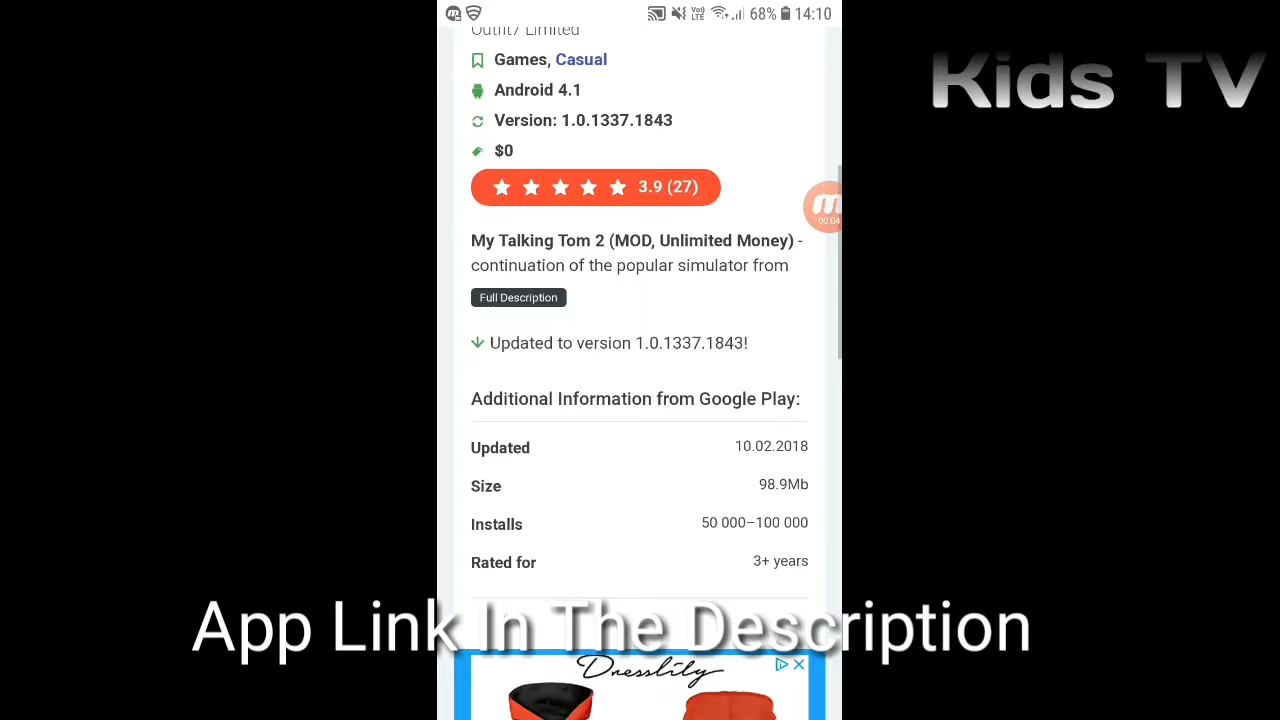 68% 14:10
Outfit7 Limited
Games, Casual
Kids TV
Android 4.1
Version: 1.0.1337.1843
$0
3.9 (27)
00:04
My Talking Tom 2 (MOD, Unlimited Money) -
continuation of the popular simulator from
Full Description
Updated to version 1.0.1337.1843!
Additional Information from Google Play:
Updated 10.02.2018
Size 98.9Mb
Installs 50 000–100 000
Rated for 3+ years
App Link In The Description
Dresslily